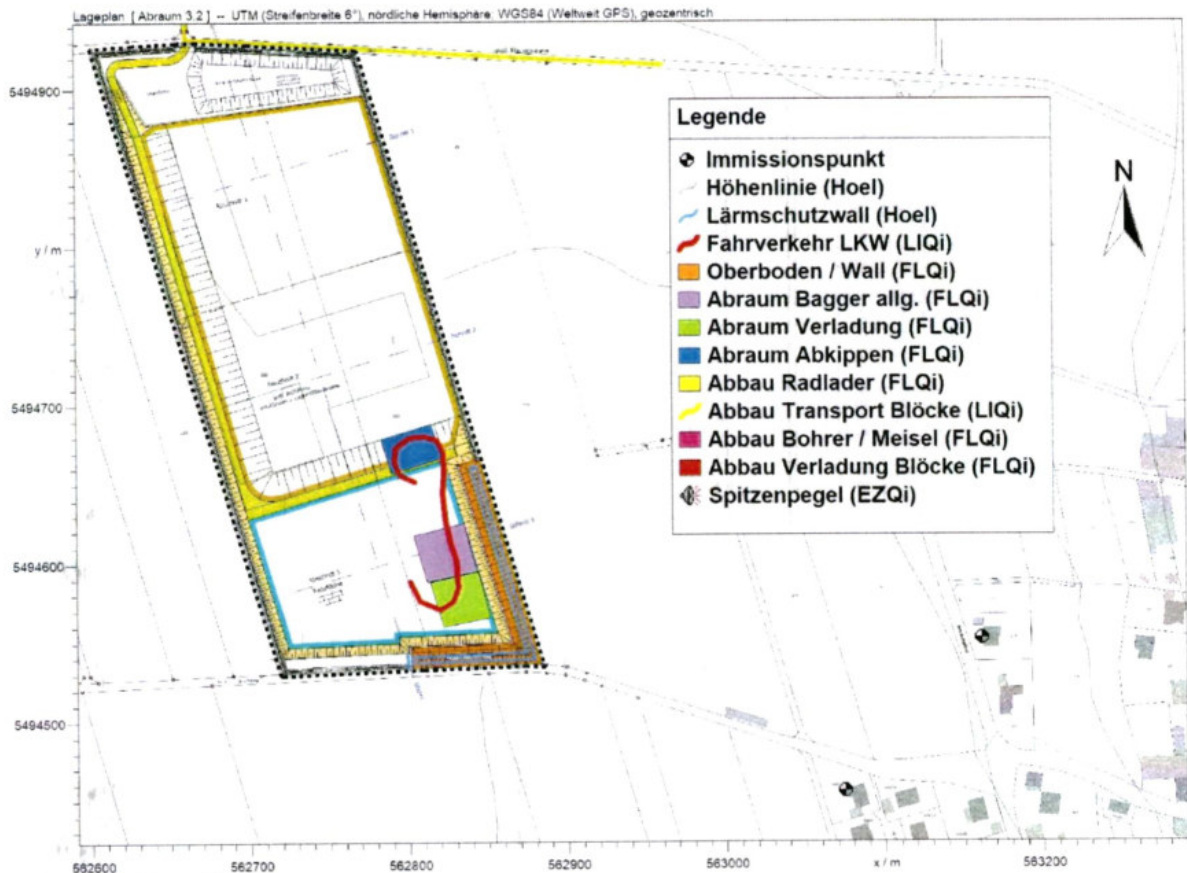 Lageplan [ Abraum 3.2 ] -- UTM (Streifenbreite 6°), nördliche Hemisphäre; WGS84 (Weltweit GPS), geozentrisch
5494900
y / m
5494700
5494600
5494500
Legende
Immissionspunkt
Höhenlinie (Hoel)
Lärmschutzwall (Hoel)
Fahrverkehr LKW (LIQi)
Oberboden / Wall (FLQi)
Abraum Bagger allg. (FLQi)
Abraum Verladung (FLQi)
Abraum Abkippen (FLQi)
Abbau Radlader (FLQi)
Abbau Transport Blöcke (LIQi)
Abbau Bohrer / Meisel (FLQi)
Abbau Verladung Blöcke (FLQi)
Spitzenpegel (EZQi)
N
562600 562700 562800 562900 563000 x / m 563200